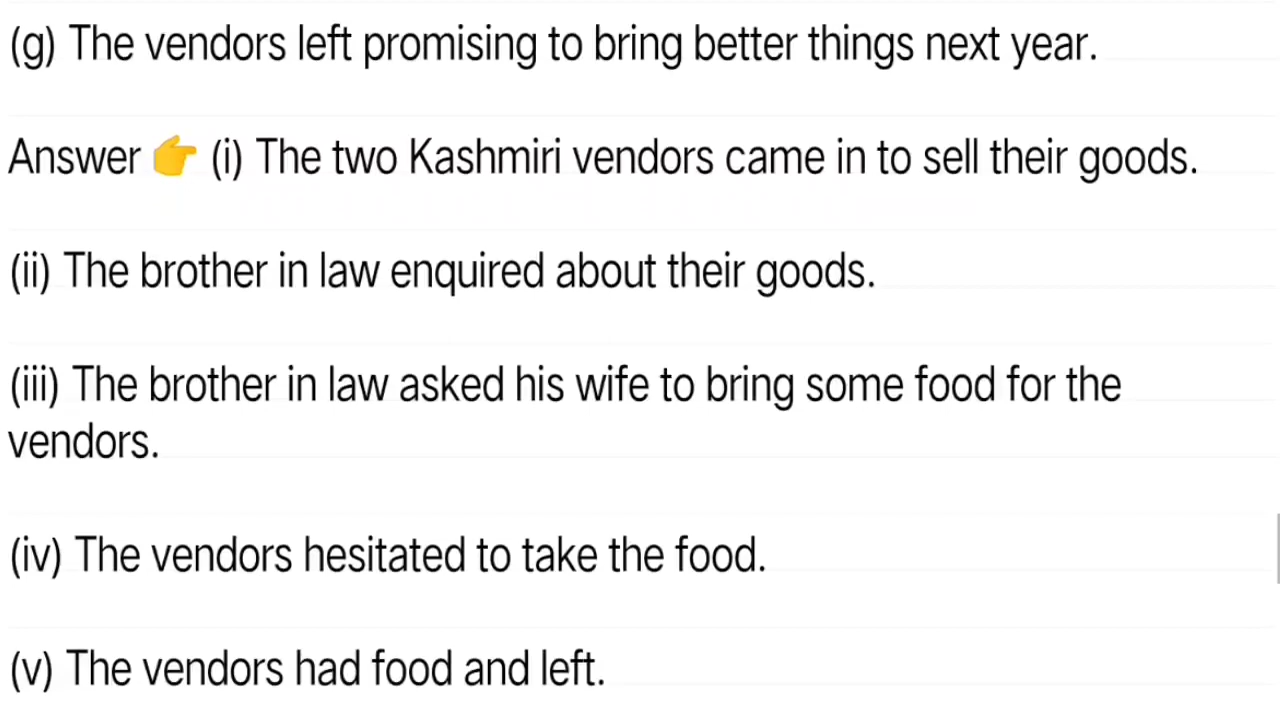 (g) The vendors left promising to bring better things next year.
Answer 👉 (i) The two Kashmiri vendors came in to sell their goods.
(ii) The brother in law enquired about their goods.
(iii) The brother in law asked his wife to bring some food for the
vendors.
(iv) The vendors hesitated to take the food.
(v) The vendors had food and left.